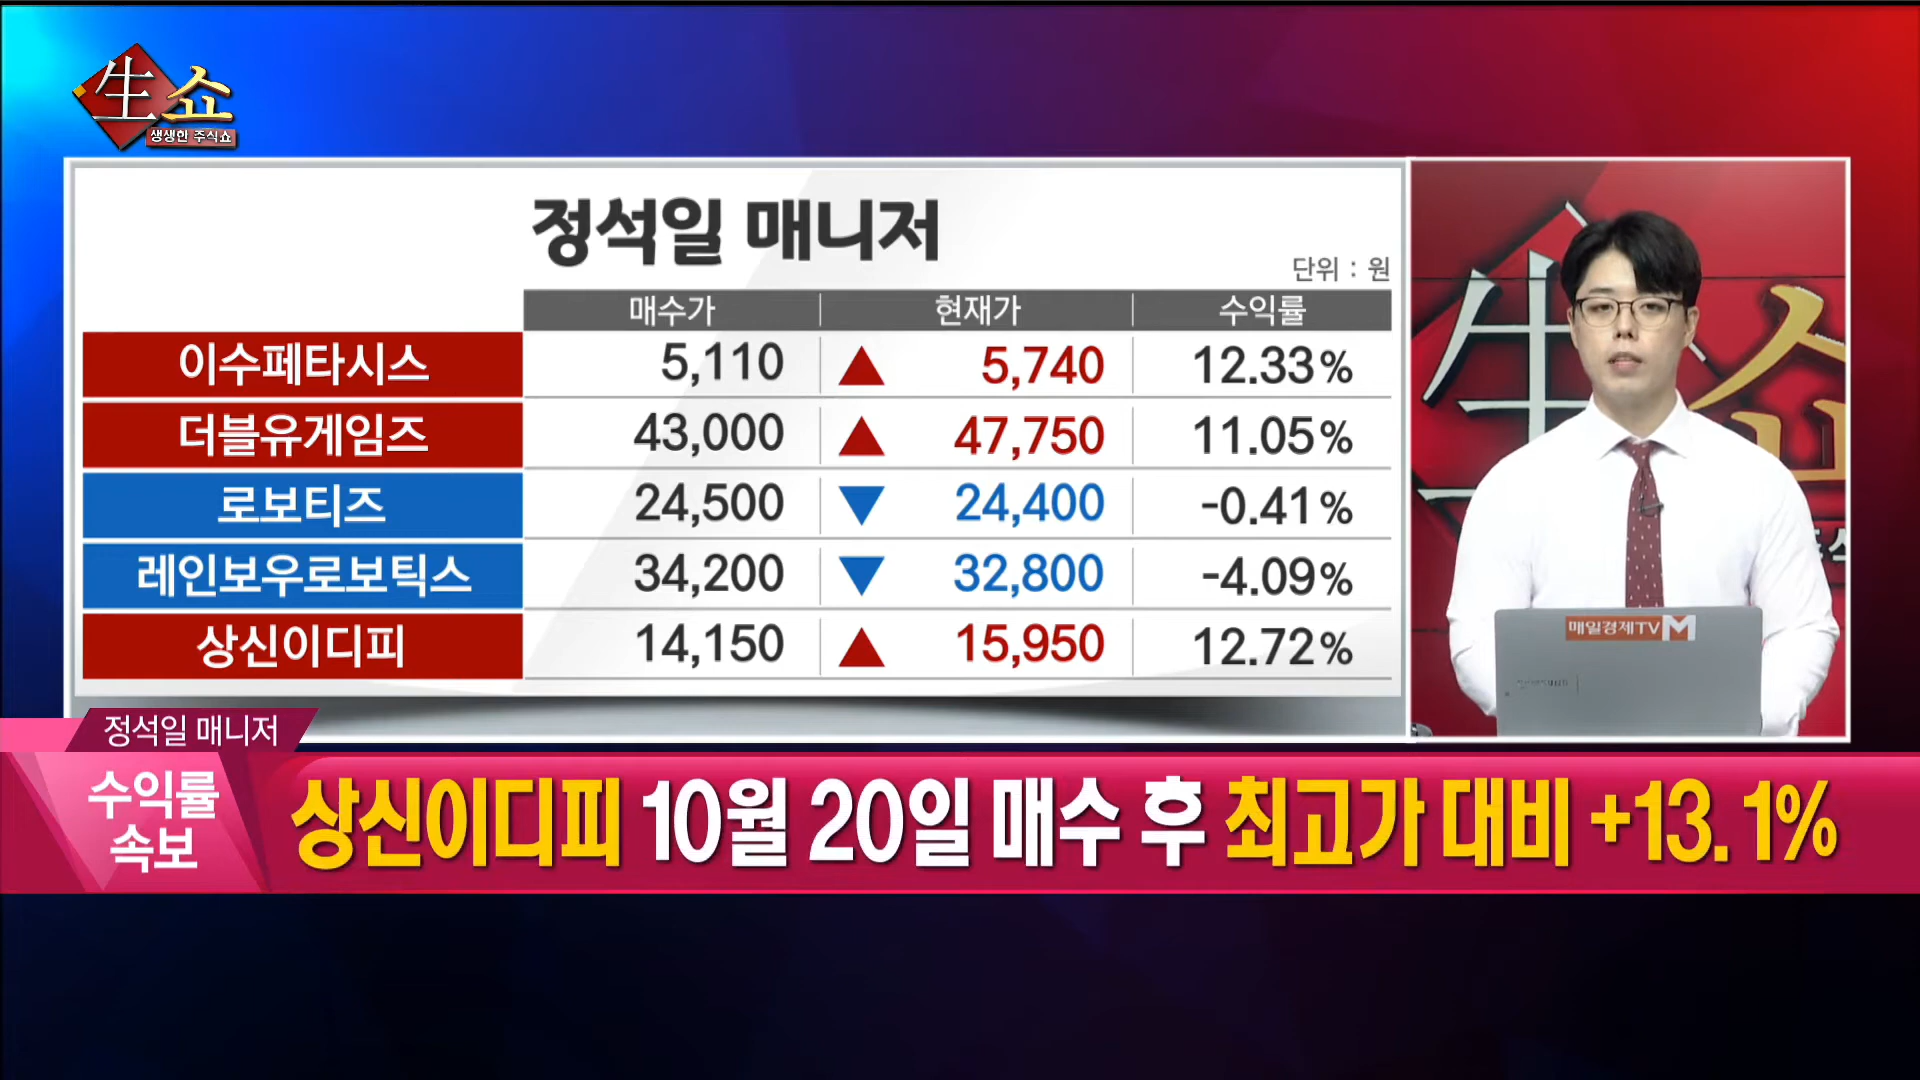 生쇼
생생한 주식쇼
정석일 매니저
단위 : 원
매수가 현재가 수익률
이수페타시스 5,110 ▲ 5,740 12.33%
더블유게임즈 43,000 ▲ 47,750 11.05%
로보티즈 24,500 ▼ 24,400 -0.41%
레인보우로보틱스 34,200 ▼ 32,800 -4.09%
상신이디피 14,150 ▲ 15,950 12.72%
生쇼
매일경제TV M
정석일 매니저
수익률
속보
상신이디피 10월 20일 매수 후 최고가 대비 +13.1%